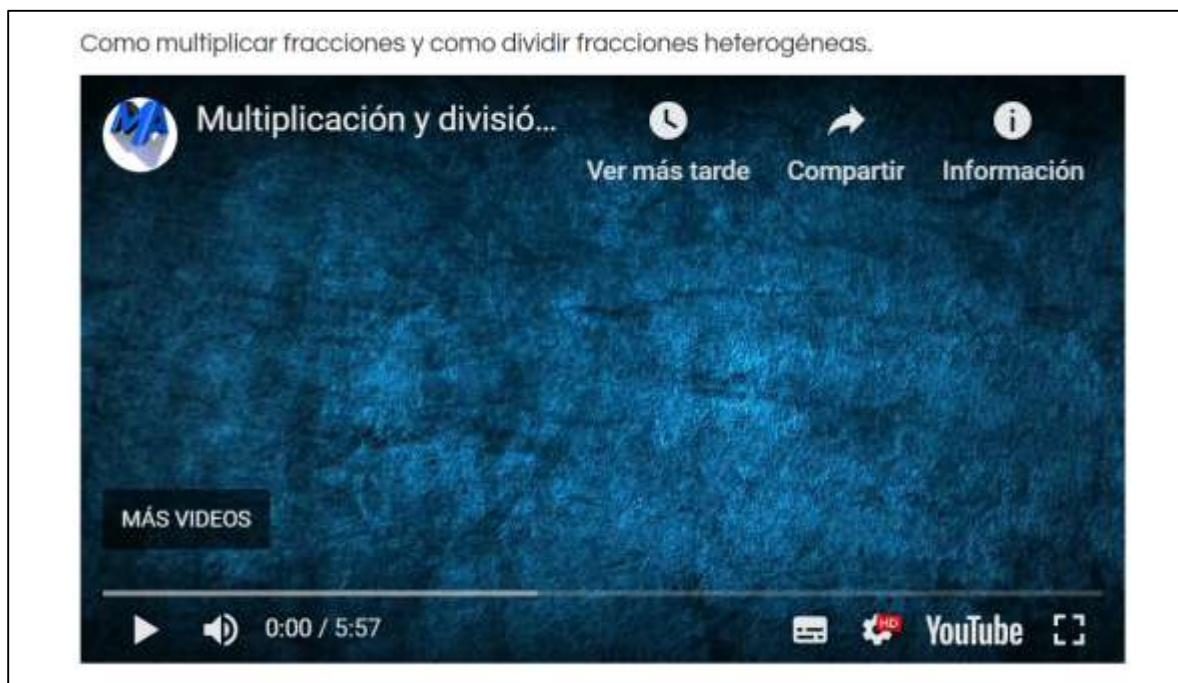 Como multiplicar fracciones y como dividir fracciones heterogéneas.
MA
Multiplicación y divisió...
Ver más tarde
Compartir
Información
MÁS VIDEOS
0:00 / 5:57
HD
YouTube